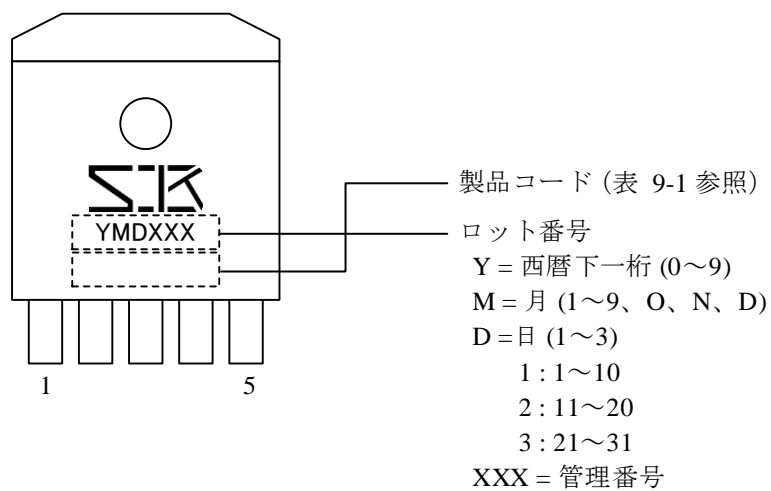 SK
YMDXXX
1
5
製品コード (表 9-1 参照)
ロット番号
Y = 西暦下一桁 (0～9)
M = 月 (1～9、O、N、D)
D =日 (1～3)
1 : 1～10
2 : 11～20
3 : 21～31
XXX = 管理番号